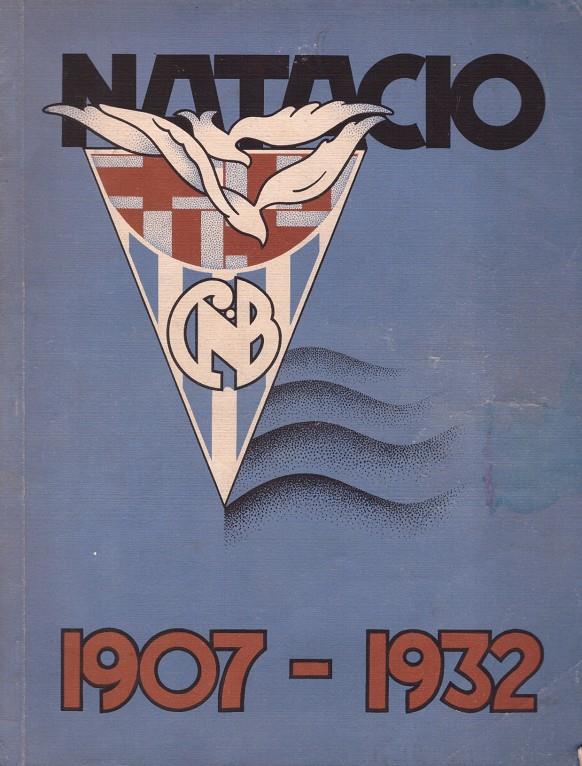 NATACIO
CNB
1907 - 1932